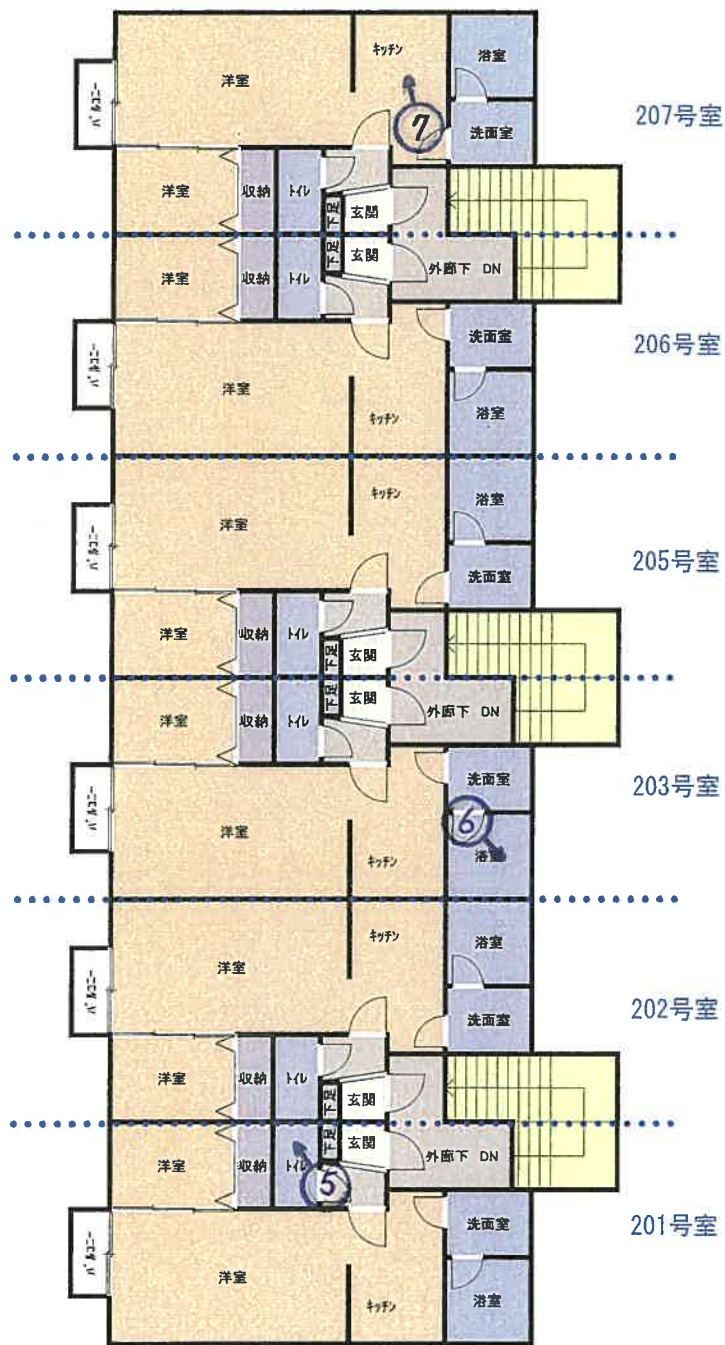 キッチン
浴室
洋室
バルコニー
207号室
⑦
洗面室
洋室
収納
トイレ
下足
玄関
下足
玄関
洋室
収納
トイレ
外廊下 DN
洗面室
206号室
バルコニー
洋室
浴室
キッチン
キッチン
浴室
洋室
バルコニー
205号室
洗面室
洋室
収納
トイレ
下足
玄関
下足
玄関
洋室
収納
トイレ
外廊下 DN
洗面室
203号室
バルコニー
⑥
洋室
浴室
キッチン
キッチン
浴室
洋室
バルコニー
202号室
洗面室
洋室
収納
トイレ
下足
玄関
下足
玄関
洋室
収納
トイレ
外廊下 DN
⑤
洗面室
201号室
バルコニー
洋室
キッチン
浴室